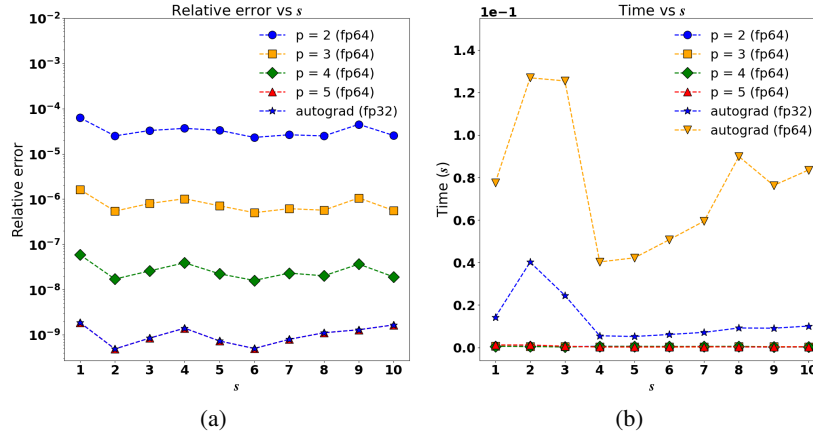 Relative error vs s
10⁻²
10⁻³
10⁻⁴
10⁻⁵
10⁻⁶
10⁻⁷
10⁻⁸
10⁻⁹
Relative error
p = 2 (fp64)
p = 3 (fp64)
p = 4 (fp64)
p = 5 (fp64)
autograd (fp32)
1 2 3 4 5 6 7 8 9 10
s
(a)
1e-1
Time vs s
1.4
1.2
1.0
0.8
0.6
0.4
0.2
0.0
Time (s)
p = 2 (fp64)
p = 3 (fp64)
p = 4 (fp64)
p = 5 (fp64)
autograd (fp32)
autograd (fp64)
1 2 3 4 5 6 7 8 9 10
s
(b)